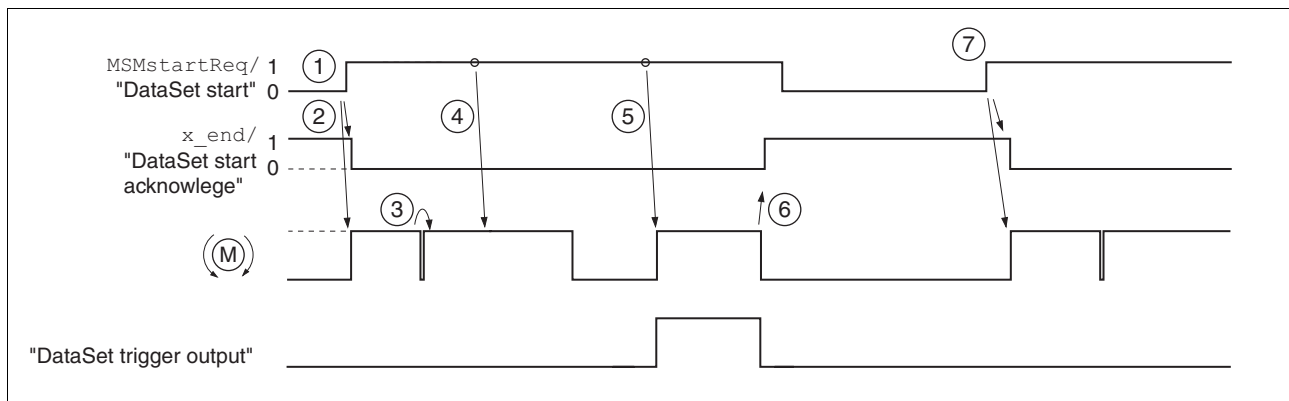 MSMstartReq/ 1
"DataSet start" 0
x_end/ 1
"DataSet start 0
acknowlege"
M
"DataSet trigger output"
1
2
3
4
5
6
7